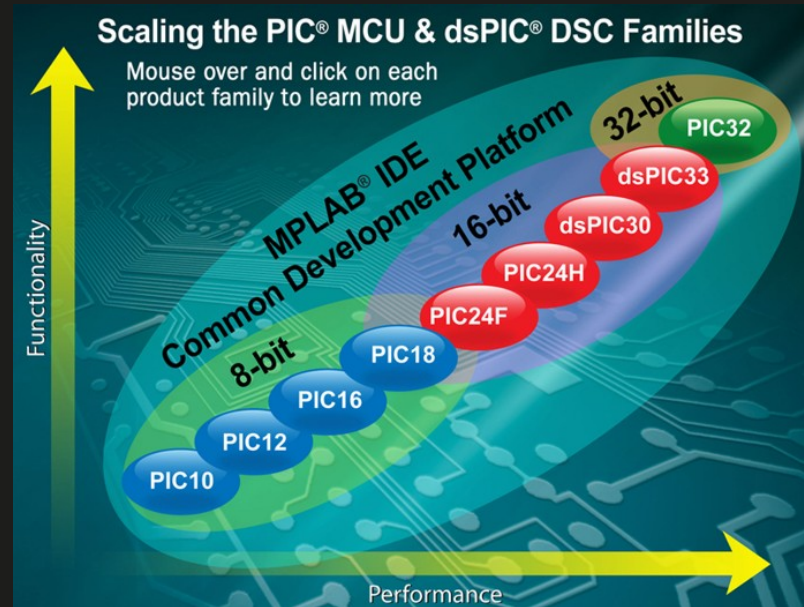 Scaling the PIC® MCU & dsPIC® DSC Families
Mouse over and click on each
product family to learn more
Functionality
MPLAB® IDE
Common Development Platform
32-bit
PIC32
dsPIC33
16-bit
dsPIC30
PIC24H
PIC24F
8-bit
PIC18
PIC16
PIC12
PIC10
Performance